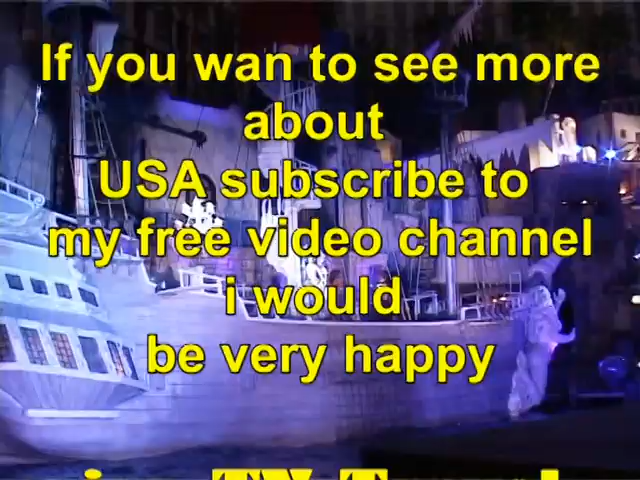 If you wan to see more
about
USA subscribe to
my free video channel
i would
be very happy